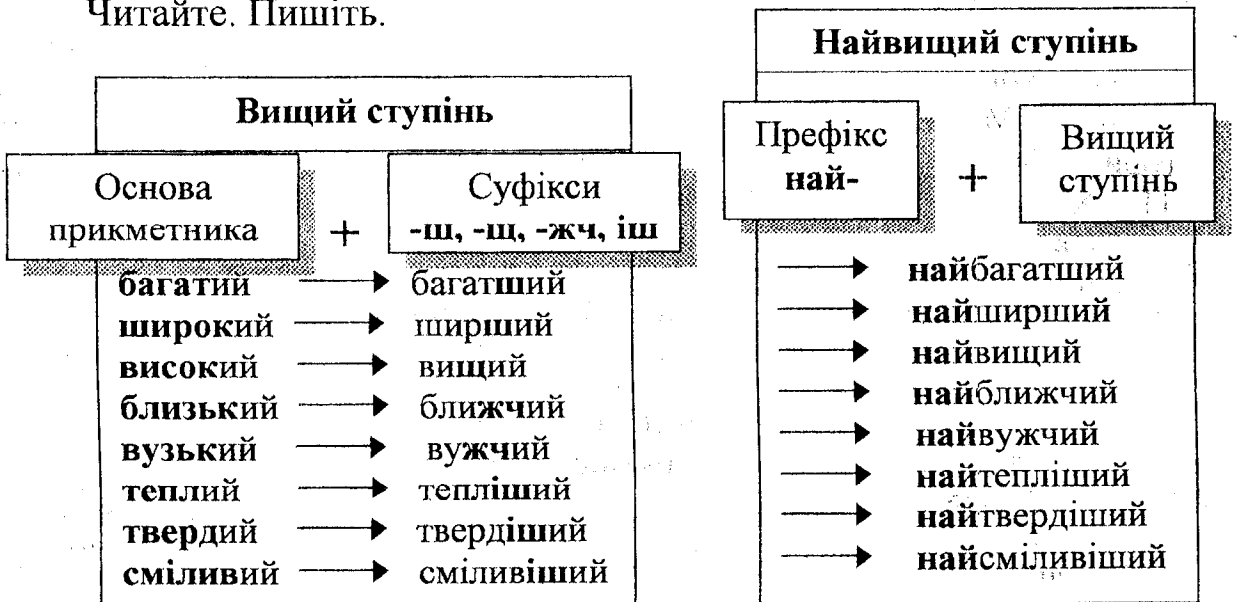 Читайте. Пишіть.
Вищий ступінь
Основа
прикметника
+
Суфікси
-ш, -щ, -жч, іш
багатий → багатший
широкий → ширший
високий → вищий
близький → ближчий
вузький → вужчий
теплий → тепліший
твердий → твердіший
сміливий → сміливіший
Найвищий ступінь
Префікс
най-
+
Вищий
ступінь
→ найбагатший
→ найширший
→ найвищий
→ найближчий
→ найвужчий
→ найтепліший
→ найтвердіший
→ найсміливіший